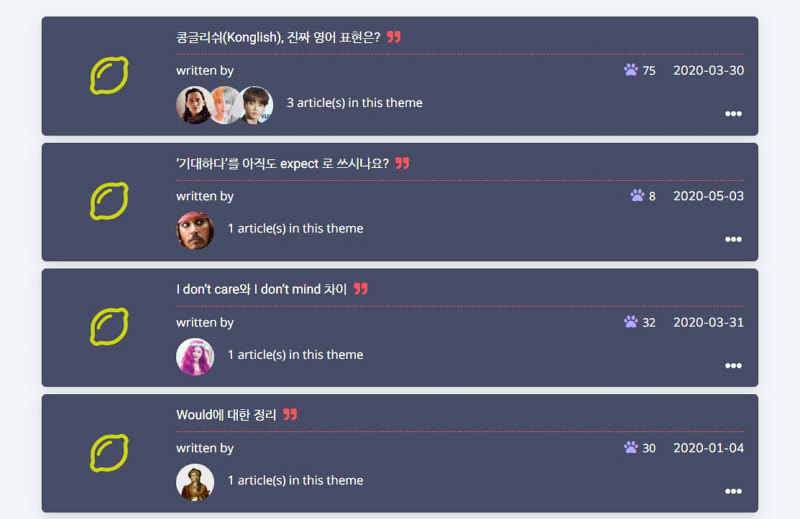 콩글리쉬(Konglish), 진짜 영어 표현은?
written by
75 2020-03-30
3 article(s) in this theme
'기대하다'를 아직도 expect 로 쓰시나요?
written by
8 2020-05-03
1 article(s) in this theme
I don't care와 I don't mind 차이
written by
32 2020-03-31
1 article(s) in this theme
Would에 대한 정리
written by
30 2020-01-04
1 article(s) in this theme